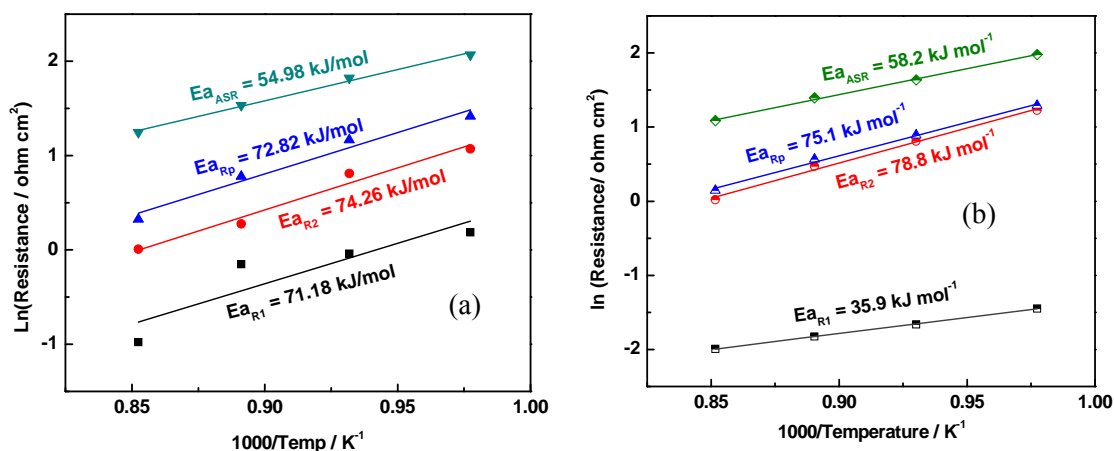 Ln(Resistance/ ohm cm²)
2
1
0
-1
Ea_ASR = 54.98 kJ/mol
Ea_Rp = 72.82 kJ/mol
Ea_R2 = 74.26 kJ/mol
Ea_R1 = 71.18 kJ/mol
(a)
0.85 0.90 0.95 1.00
1000/Temp / K⁻¹
ln (Resistance/ ohm cm²)
2
1
0
-1
-2
Ea_ASR = 58.2 kJ mol⁻¹
Ea_Rp = 75.1 kJ mol⁻¹
Ea_R2 = 78.8 kJ mol⁻¹
(b)
Ea_R1 = 35.9 kJ mol⁻¹
0.85 0.90 0.95 1.00
1000/Temperature / K⁻¹